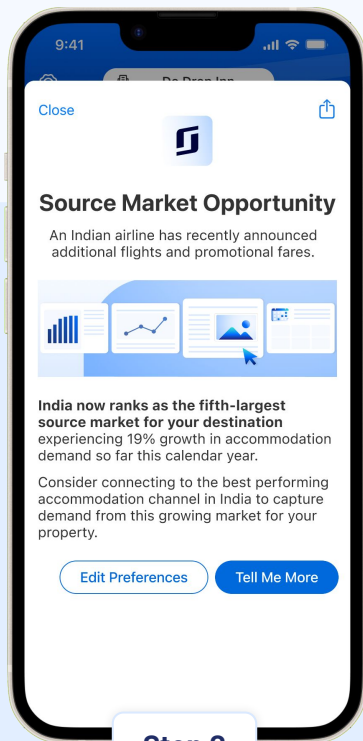 9:41
Close
Source Market Opportunity
An Indian airline has recently announced
additional flights and promotional fares.
India now ranks as the fifth-largest
source market for your destination
experiencing 19% growth in accommodation
demand so far this calendar year.
Consider connecting to the best performing
accommodation channel in India to capture
demand from this growing market for your
property.
Edit Preferences
Tell Me More